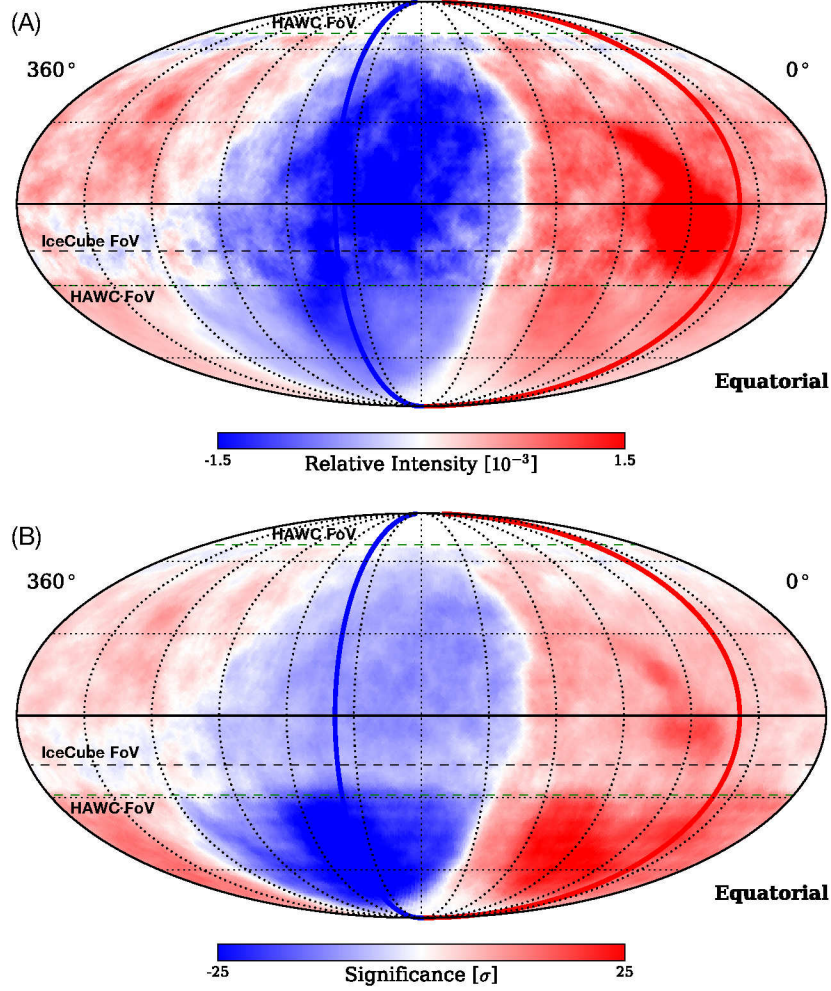 (A)
HAWC FoV
360°
0°
IceCube FoV
HAWC FoV
Equatorial
-1.5
1.5
Relative Intensity [10⁻³]
(B)
HAWC FoV
360°
0°
IceCube FoV
HAWC FoV
Equatorial
-25
25
Significance [σ]